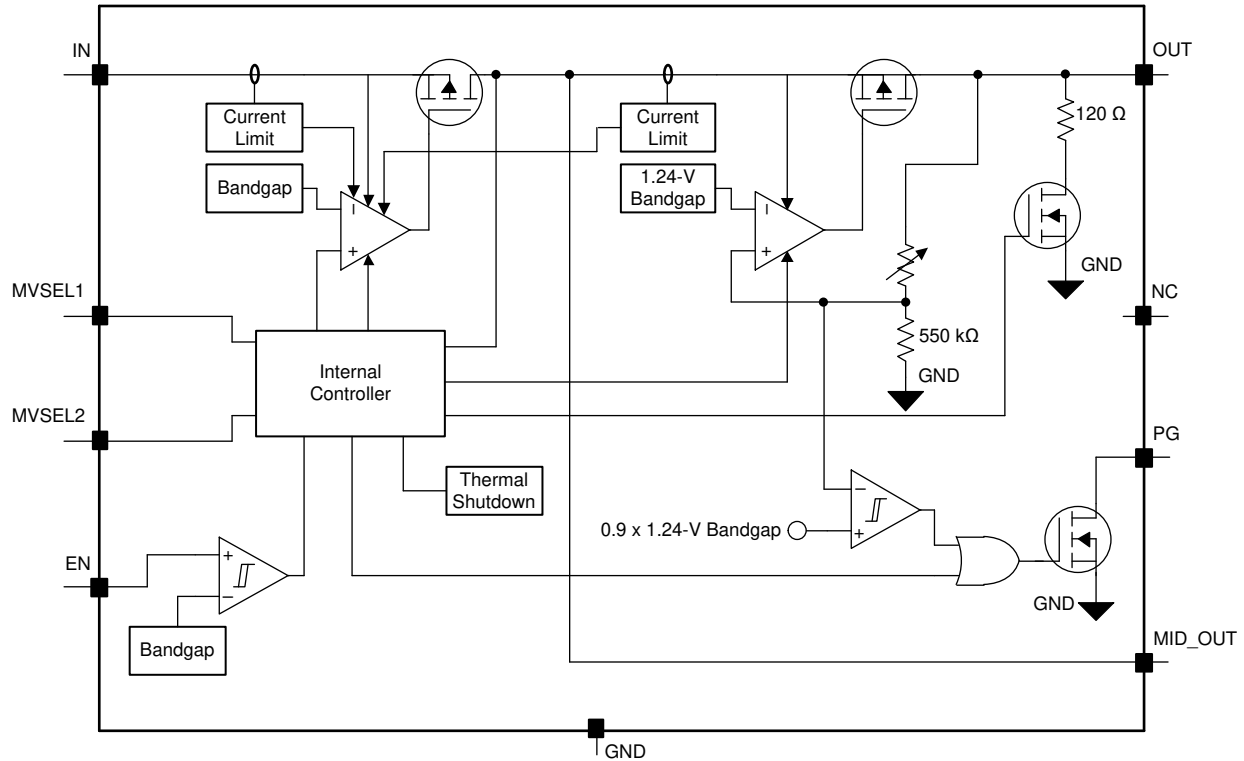 IN
OUT
Current
Limit
Current
Limit
120 Ω
Bandgap
1.24-V
Bandgap
–
+
–
+
GND
MVSEL1
NC
550 kΩ
Internal
Controller
GND
MVSEL2
PG
Thermal
Shutdown
–
0.9 x 1.24-V Bandgap
+
EN
+
–
GND
Bandgap
MID_OUT
GND